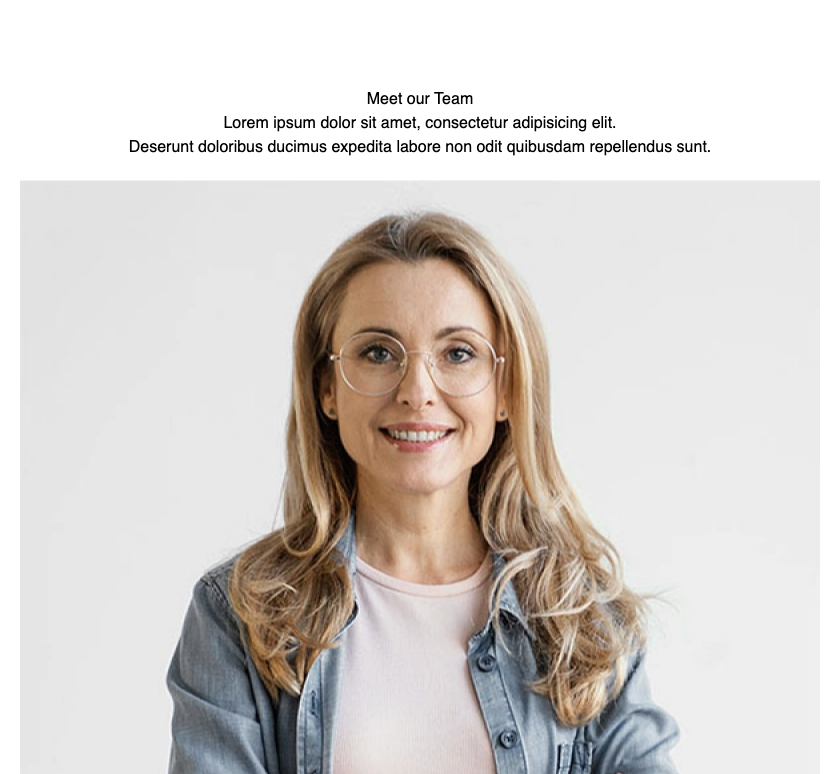 Meet our Team
Lorem ipsum dolor sit amet, consectetur adipisicing elit.
Deserunt doloribus ducimus expedita labore non odit quibusdam repellendus sunt.